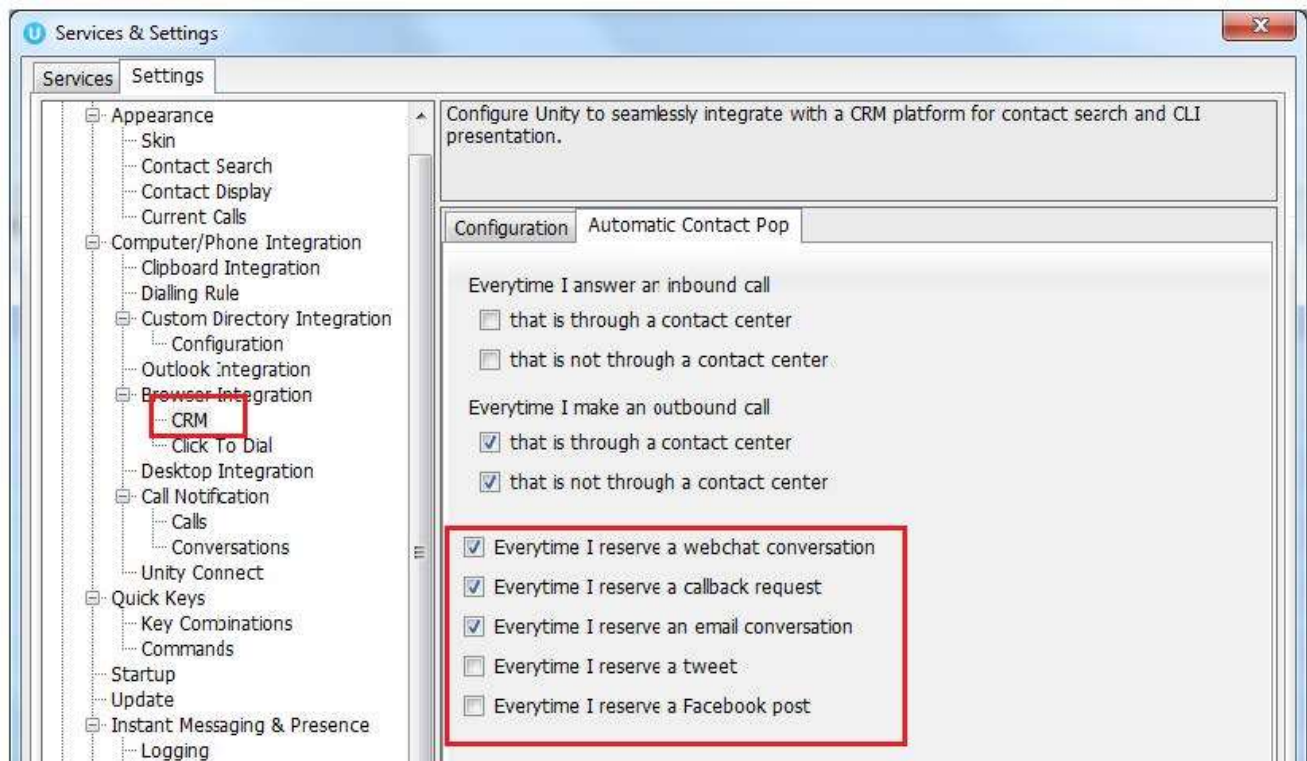 U Services & Settings X
Services Settings
Appearance
Skin
Contact Search
Contact Display
Current Calls
Computer/Phone Integration
Clipboard Integration
Dialling Rule
Custom Directory Integration
Configuration
Outlook Integration
Browser Integration
CRM
Click To Dial
Desktop Integration
Call Notification
Calls
Conversations
Unity Connect
Quick Keys
Key Combinations
Commands
Startup
Update
Instant Messaging & Presence
Logging
Configure Unity to seamlessly integrate with a CRM platform for contact search and CLI
presentation.
Configuration Automatic Contact Pop
Everytime I answer an inbound call
that is through a contact center
that is not through a contact center
Everytime I make an outbound call
that is through a contact center
that is not through a contact center
Everytime I reserve a webchat conversation
Everytime I reserve a callback request
Everytime I reserve an email conversation
Everytime I reserve a tweet
Everytime I reserve a Facebook post